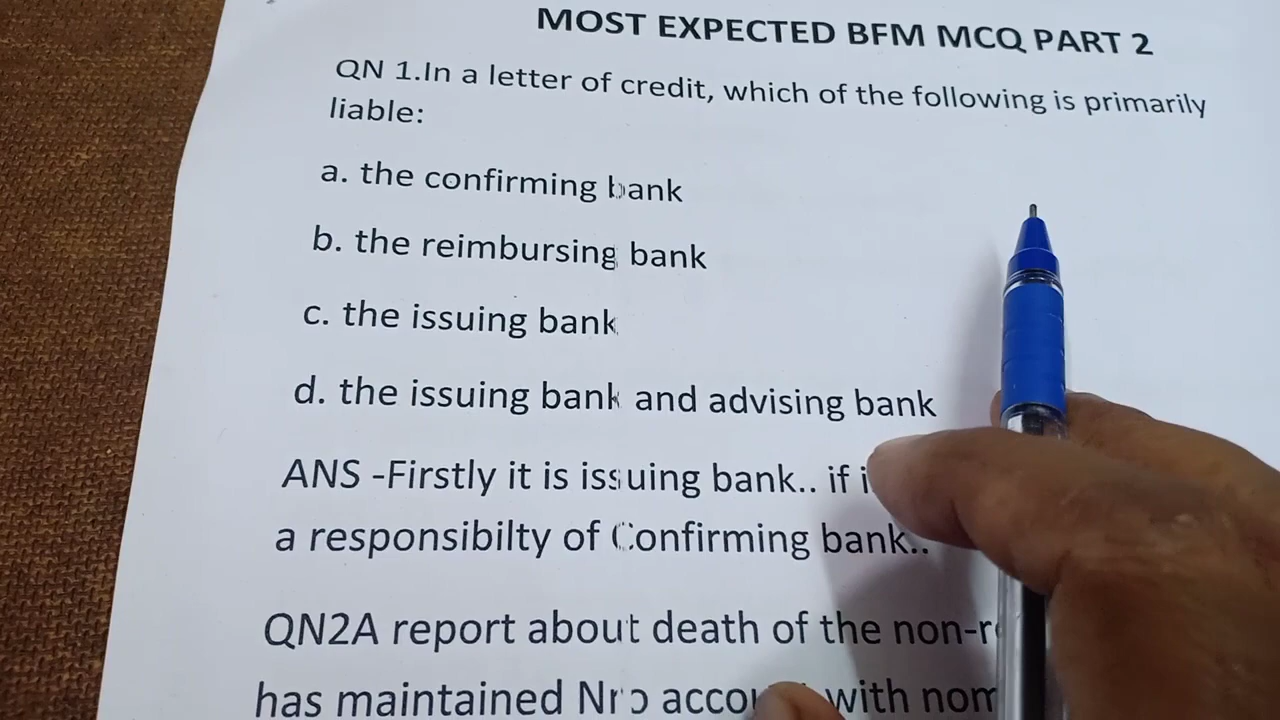 MOST EXPECTED BFM MCQ PART 2
QN 1.In a letter of credit, which of the following is primarily
liable:
a. the confirming bank
b. the reimbursing bank
c. the issuing bank
d. the issuing bank and advising bank
ANS -Firstly it is issuing bank.. if
a responsibilty of Confirming bank..
QN2A report about death of the
has maintained Nro with